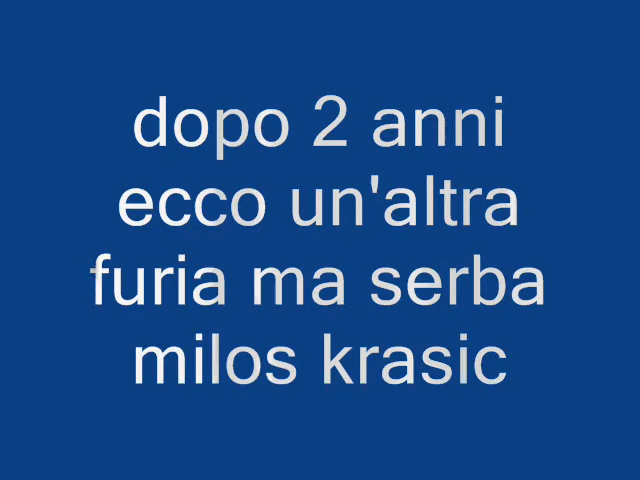 dopo 2 anni
ecco un'altra
furia ma serba
milos krasic